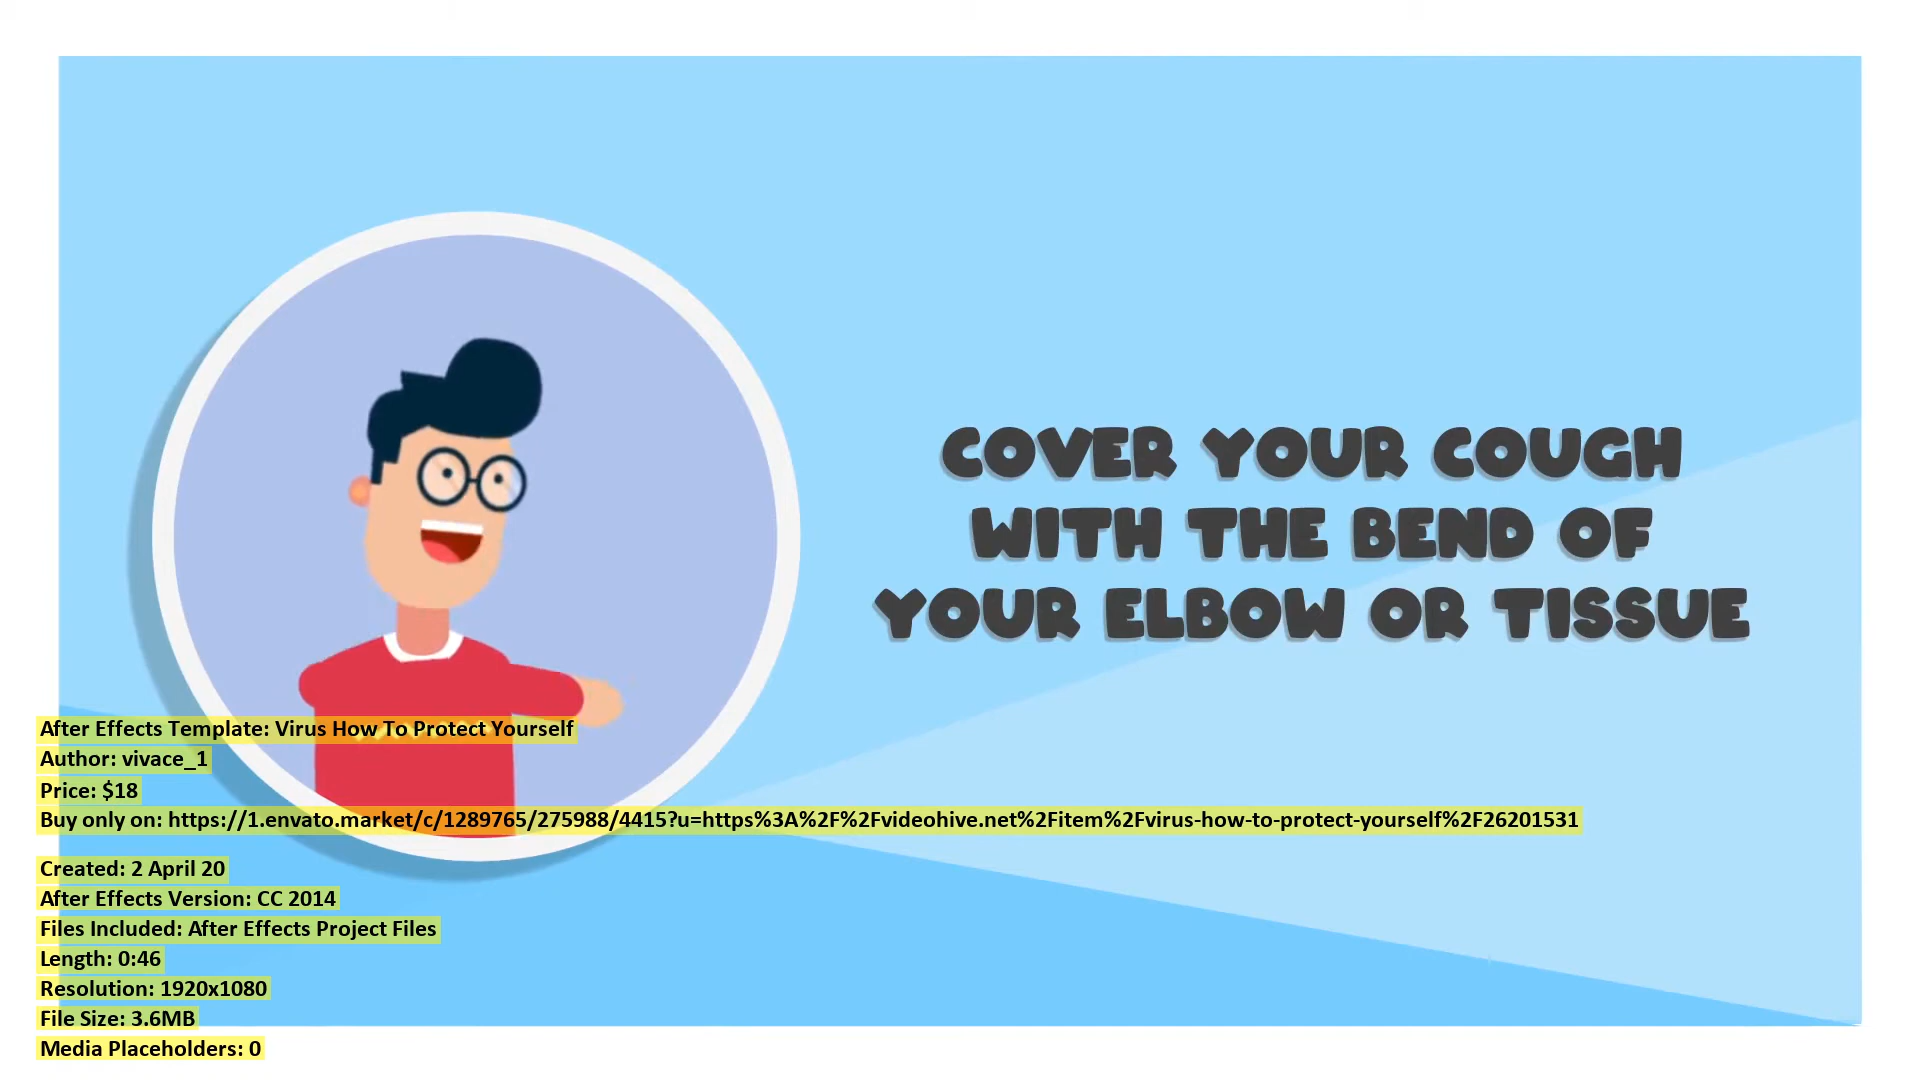 COVER YOUR COUGH
WITH THE BEND OF
YOUR ELBOW OR TISSUE
After Effects Template: Virus How To Protect Yourself
Author: vivace_1
Price: $18
Buy only on: https://1.envato.market/c/1289765/275988/4415?u=https%3A%2F%2Fvideohive.net%2Fitem%2Fvirus-how-to-protect-yourself%2F26201531
Created: 2 April 20
After Effects Version: CC 2014
Files Included: After Effects Project Files
Length: 0:46
Resolution: 1920x1080
File Size: 3.6MB
Media Placeholders: 0